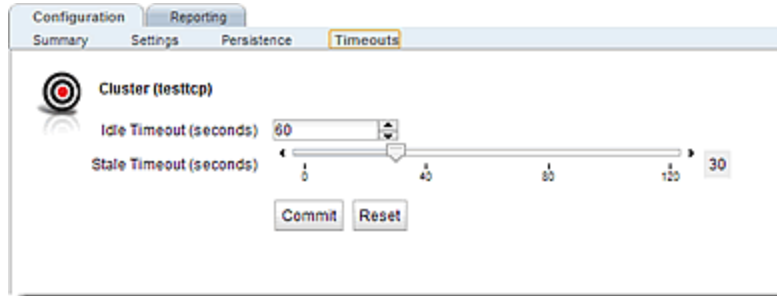 Configuration Reporting
Summary Settings Persistence Timeouts
Cluster (testtcp)
Idle Timeout (seconds) 60
Stale Timeout (seconds) 30
0 40 80 120
Commit Reset